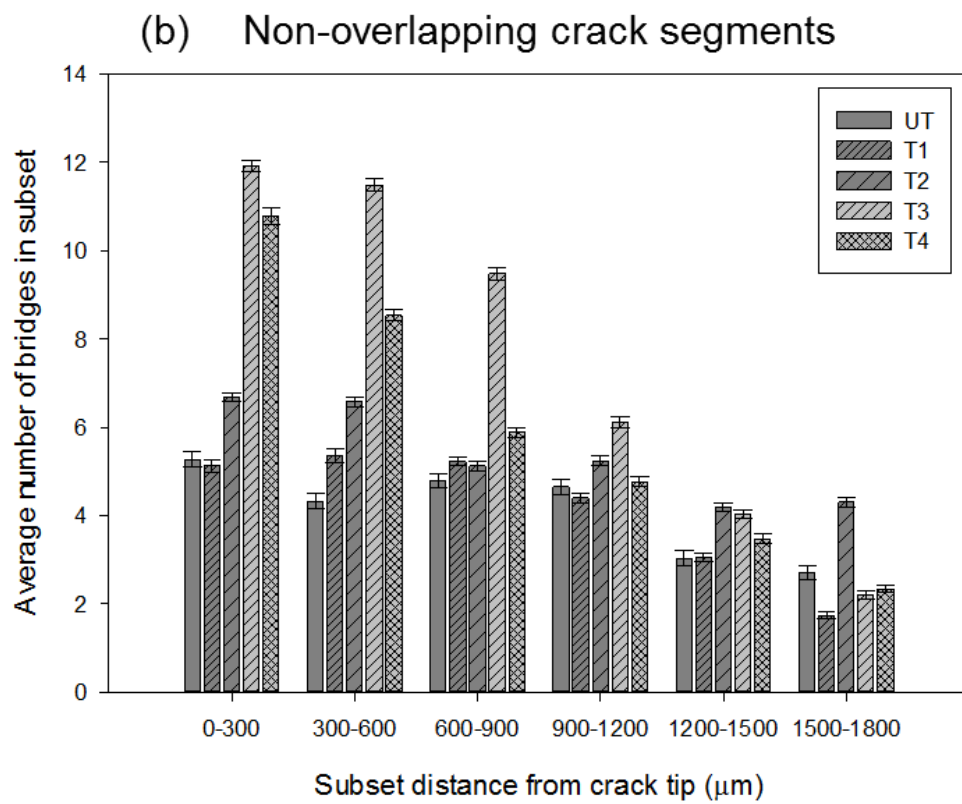 (b) Non-overlapping crack segments
Average number of bridges in subset
14
12
10
8
6
4
2
0
UT
T1
T2
T3
T4
0-300 300-600 600-900 900-1200 1200-1500 1500-1800
Subset distance from crack tip (μm)